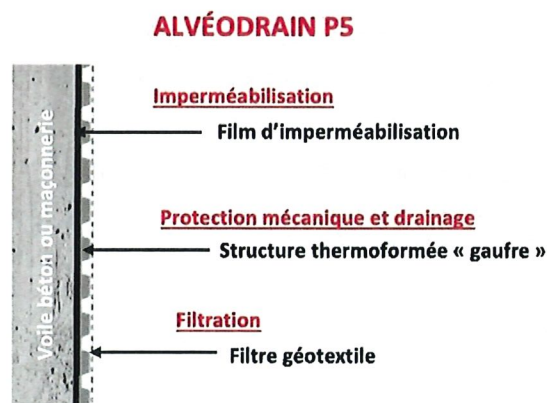 ALVÉODRAIN P5
Imperméabilisation
Film d'imperméabilisation
Voile béton ou maçonnerie
Protection mécanique et drainage
Structure thermoformée « gaufre »
Filtration
Filtre géotextile